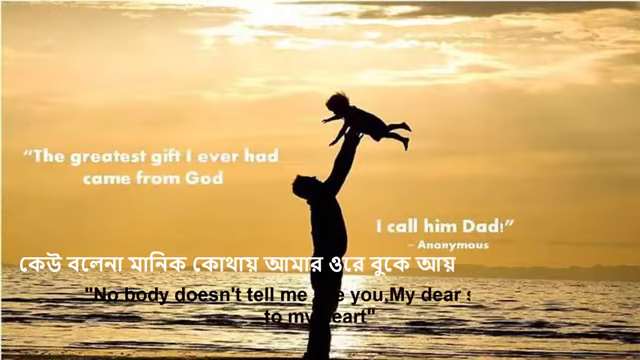 “The greatest gift I ever had
came from God
I call him Dad!”
– Anonymous
কেউ বলেনা মানিক কোথায় আমার ওরে বুকে আয়
"No body doesn't tell me you,My dear
to my heart"